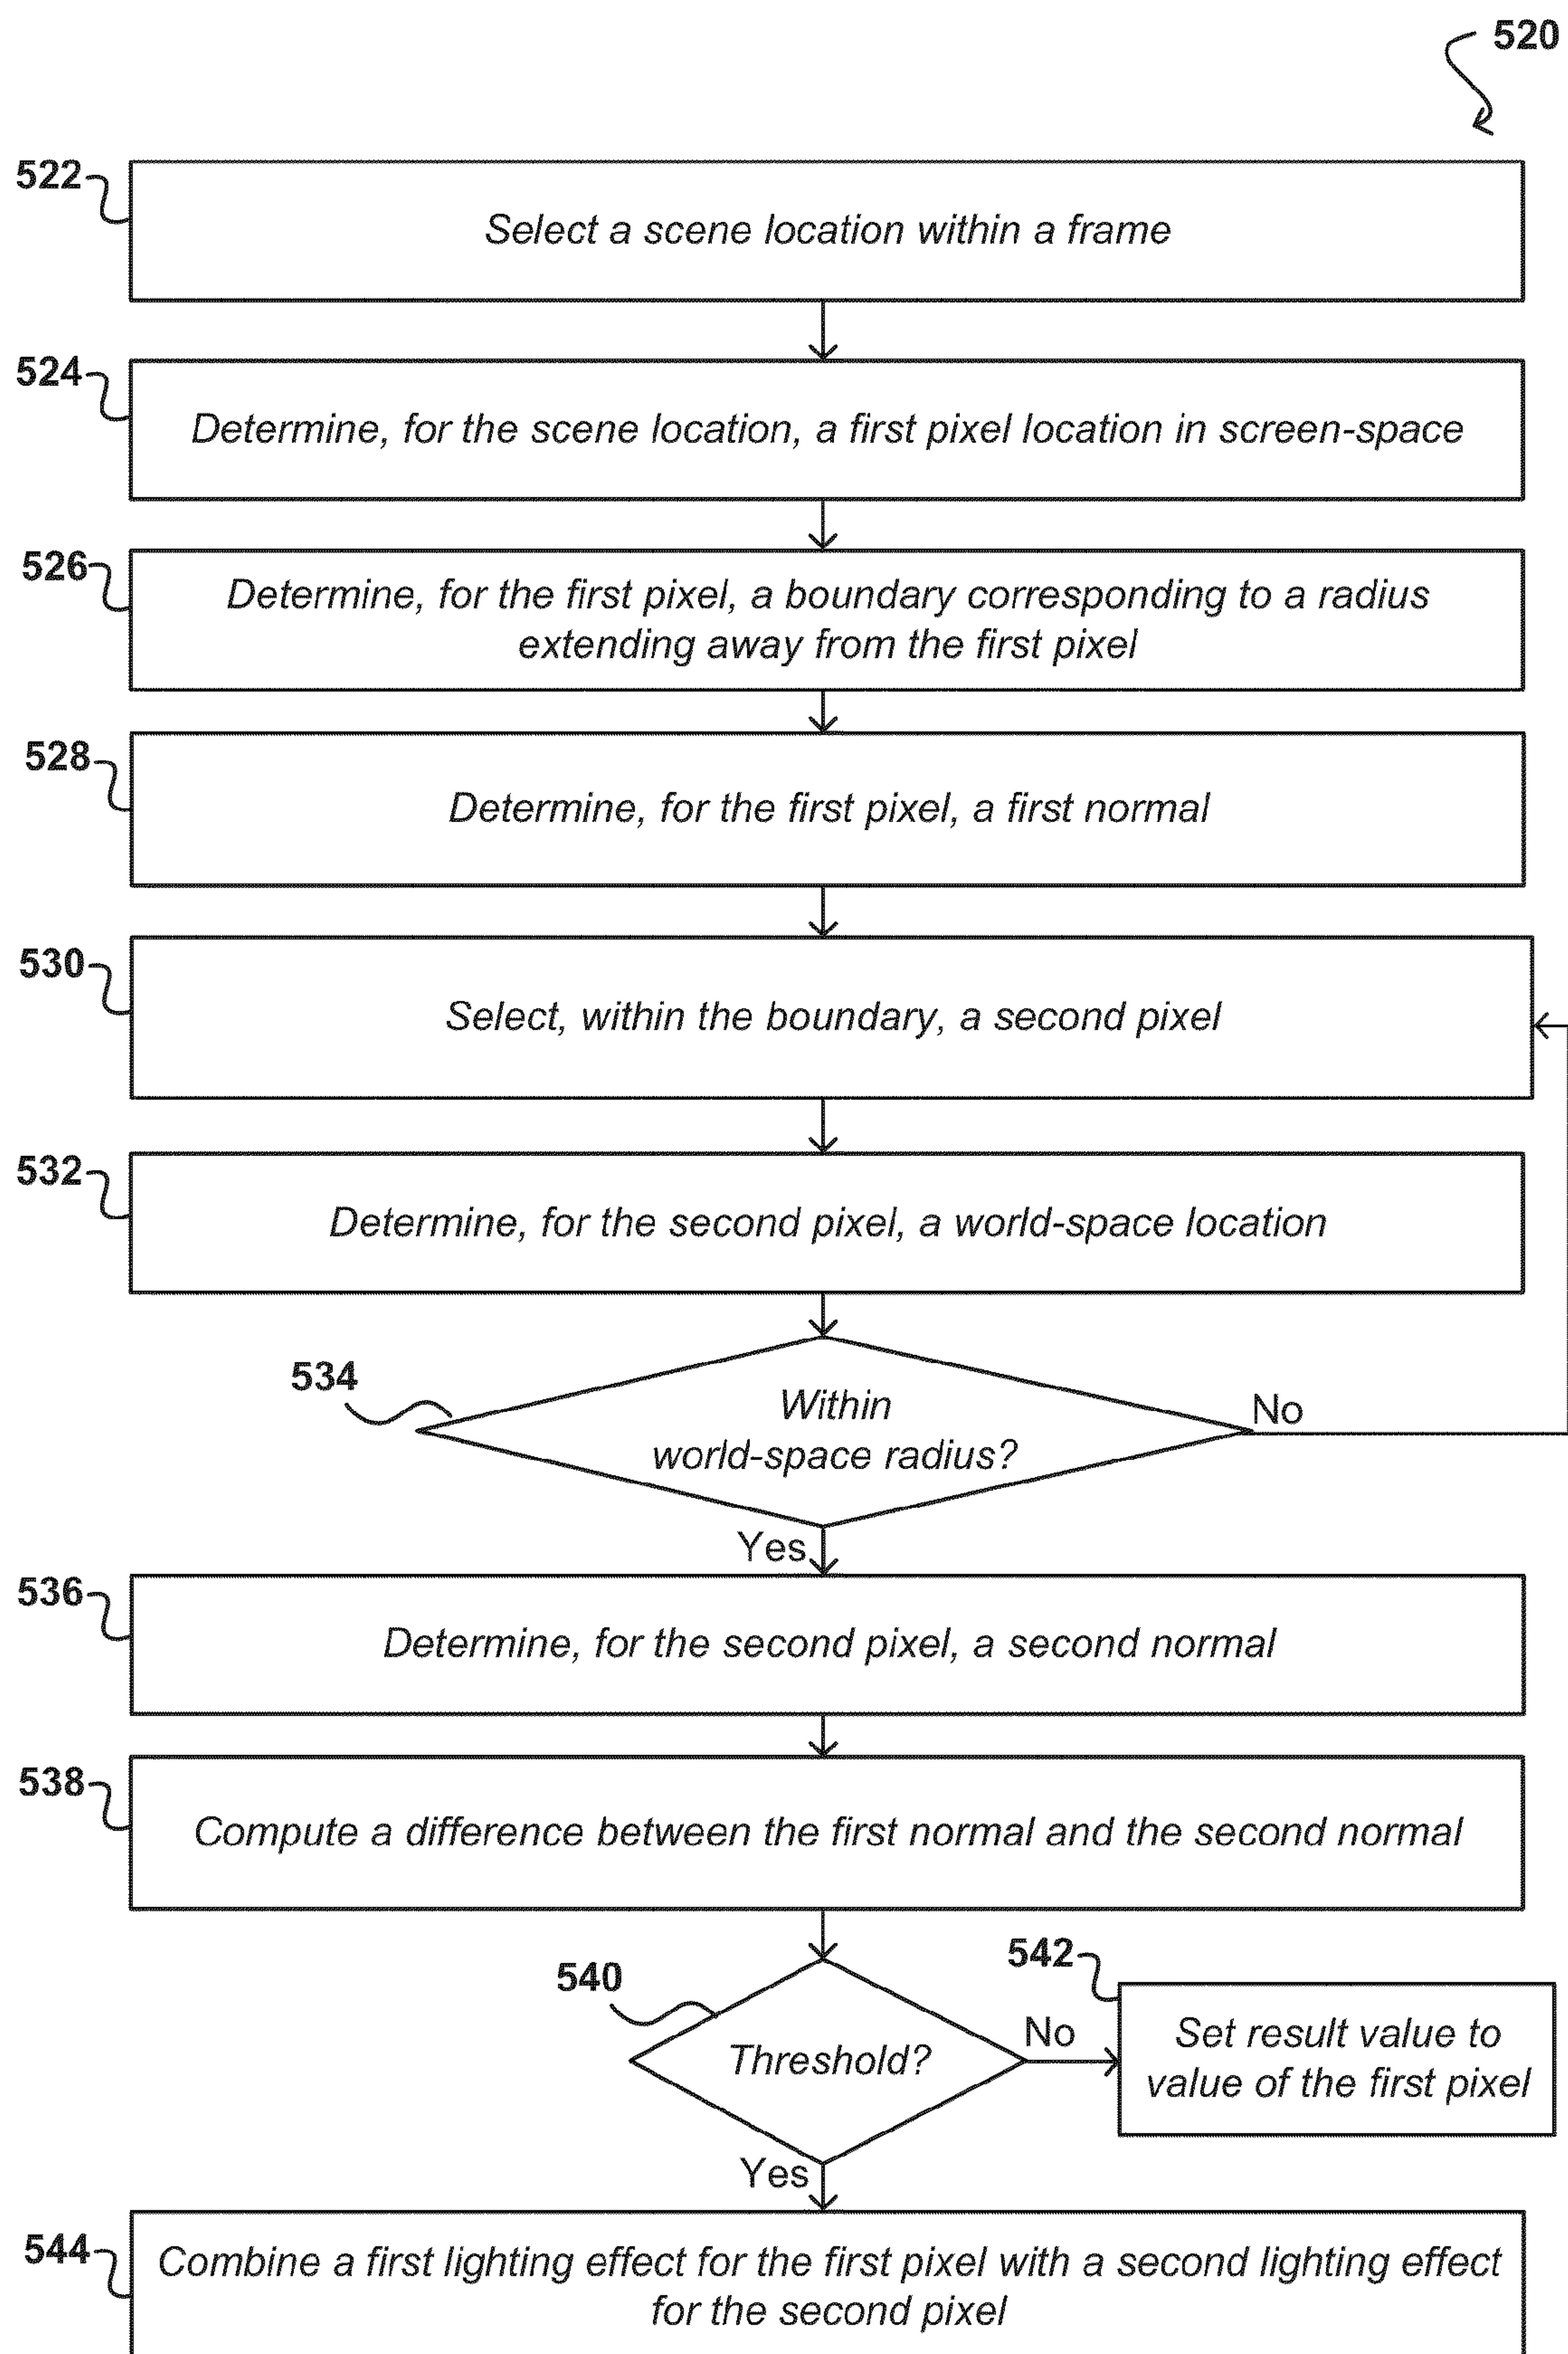 520
522
Select a scene location within a frame
524
Determine, for the scene location, a first pixel location in screen-space
526
Determine, for the first pixel, a boundary corresponding to a radius
extending away from the first pixel
528
Determine, for the first pixel, a first normal
530
Select, within the boundary, a second pixel
532
Determine, for the second pixel, a world-space location
534
Within
world-space radius?
No
Yes
536
Determine, for the second pixel, a second normal
538
Compute a difference between the first normal and the second normal
540
Threshold?
No
542
Set result value to
value of the first pixel
Yes
544
Combine a first lighting effect for the first pixel with a second lighting effect
for the second pixel